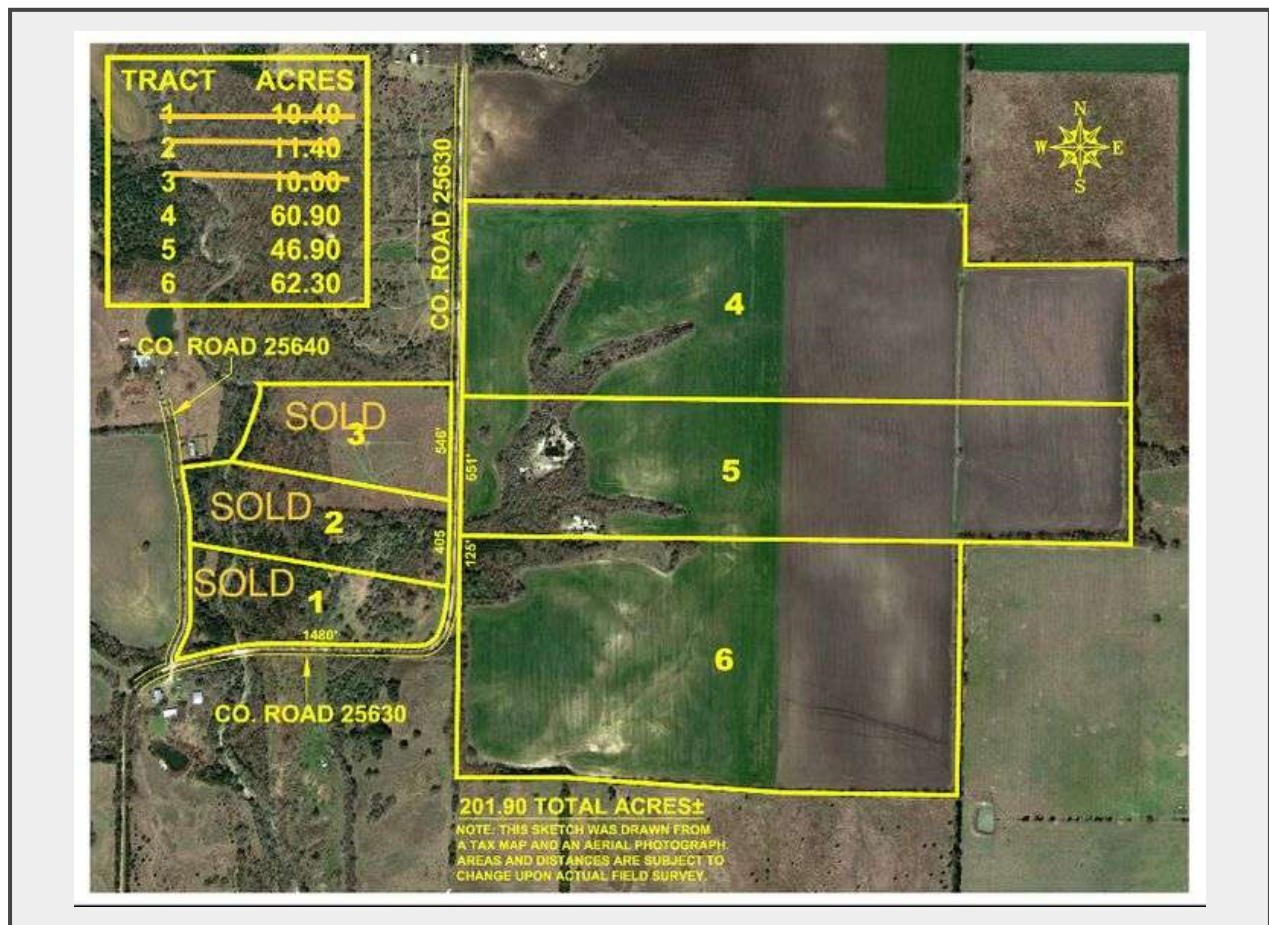 TRACT ACRES
1 10.40
2 11.40
3 10.00
4 60.90
5 46.90
6 62.30
N
W E
S
CO. ROAD 25630
CO. ROAD 25640
SOLD
3
546'
651'
4
5
SOLD 2
405
125'
SOLD
1
1480'
6
CO. ROAD 25630
201.90 TOTAL ACRES±
NOTE: THIS SKETCH WAS DRAWN FROM
A TAX MAP AND AN AERIAL PHOTOGRAPH.
AREAS AND DISTANCES ARE SUBJECT TO
CHANGE UPON ACTUAL FIELD SURVEY.